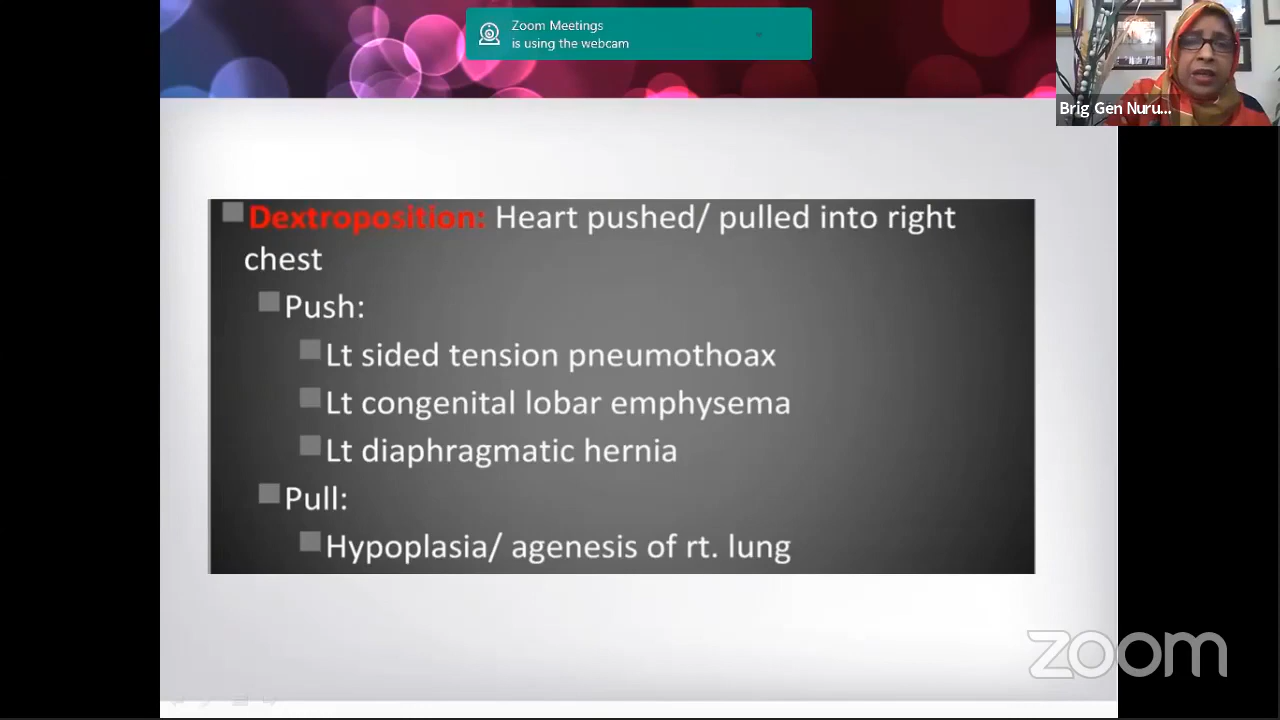 Zoom Meetings
is using the webcam
Brig Gen Nuru...
Dextroposition: Heart pushed/ pulled into right
chest
Push:
Lt sided tension pneumothoax
Lt congenital lobar emphysema
Lt diaphragmatic hernia
Pull:
Hypoplasia/ agenesis of rt. lung
zoom